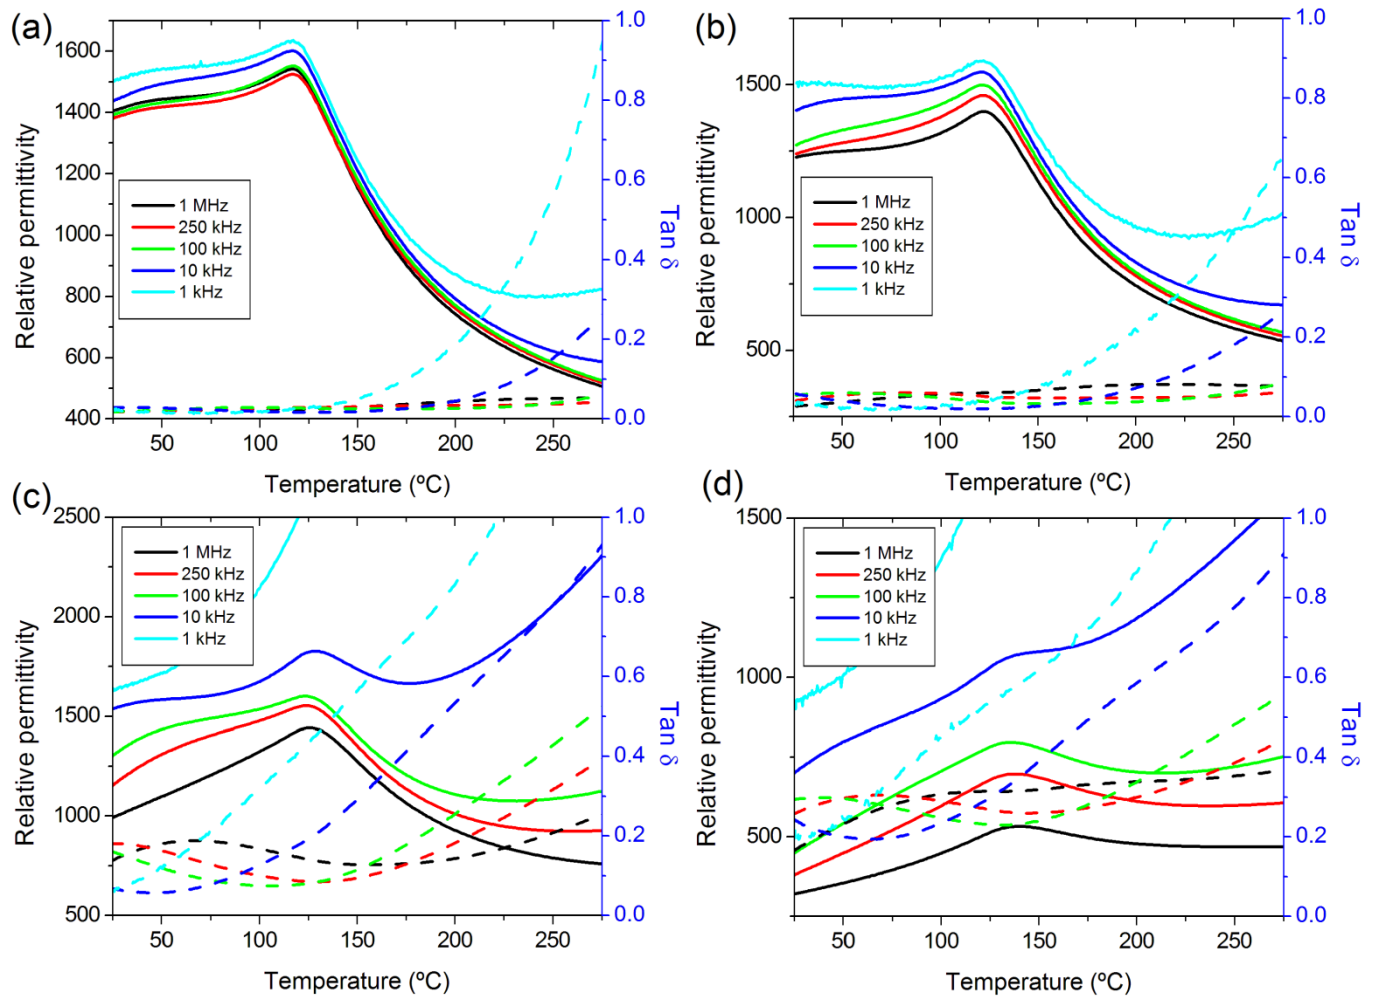 (a)
1600
1400
1200
1000
800
600
400
Relative permittivity
1 MHz
250 kHz
100 kHz
10 kHz
1 kHz
1.0
0.8
0.6
0.4
0.2
0.0
Tan δ
50 100 150 200 250
Temperature (ºC)
(b)
1500
1000
500
Relative permittivity
1 MHz
250 kHz
100 kHz
10 kHz
1 kHz
1.0
0.8
0.6
0.4
0.2
0.0
Tan δ
50 100 150 200 250
Temperature (ºC)
(c)
2500
2000
1500
1000
500
Relative permittivity
1 MHz
250 kHz
100 kHz
10 kHz
1 kHz
1.0
0.8
0.6
0.4
0.2
0.0
Tan δ
50 100 150 200 250
Temperature (ºC)
(d)
1500
1000
500
Relative permittivity
1 MHz
250 kHz
100 kHz
10 kHz
1 kHz
1.0
0.8
0.6
0.4
0.2
0.0
Tan δ
50 100 150 200 250
Temperature (ºC)